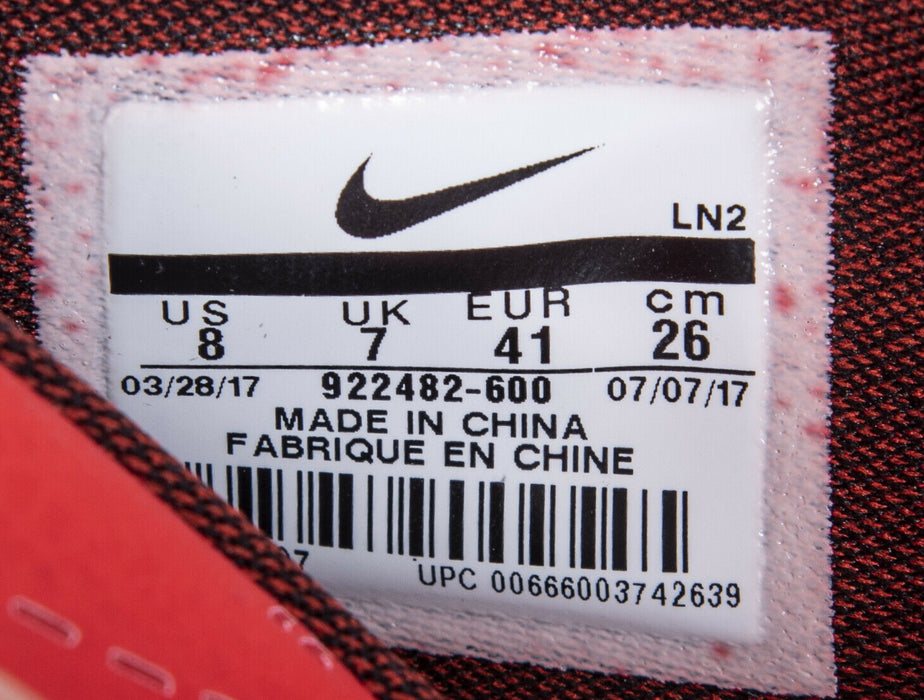 LN2
US UK EUR cm
8 7 41 26
03/28/17 922482-600 07/07/17
MADE IN CHINA
FABRIQUE EN CHINE
UPC 00666003742639